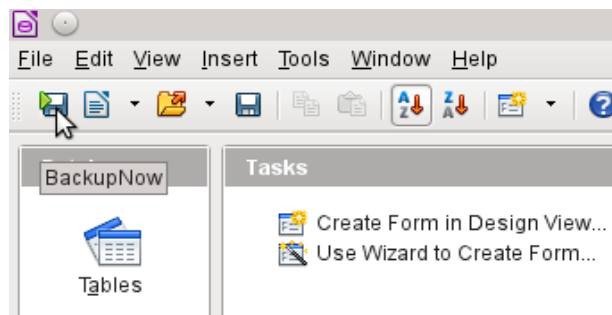 File Edit View Insert Tools Window Help
BackupNow
Tasks
Create Form in Design View...
Use Wizard to Create Form...
Tables